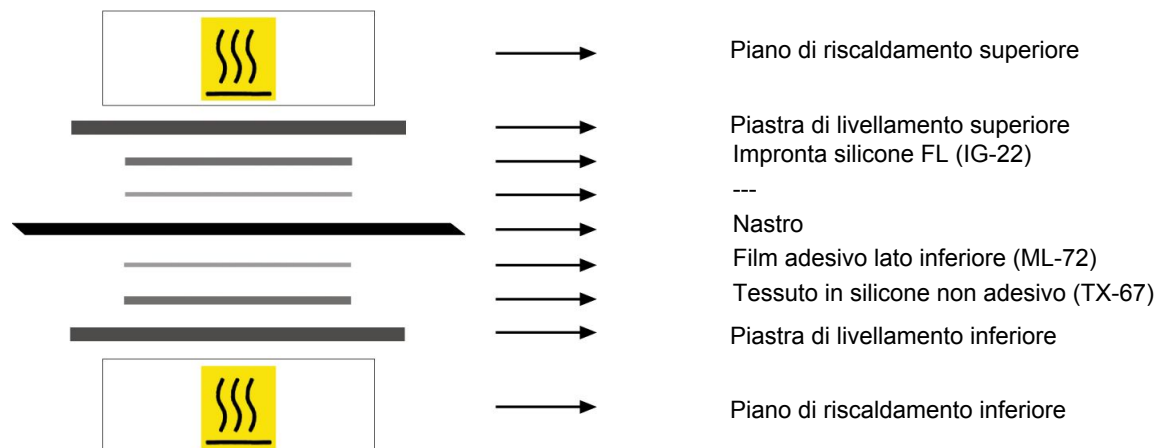 Piano di riscaldamento superiore
Piastra di livellamento superiore
Impronta silicone FL (IG-22)
---
Nastro
Film adesivo lato inferiore (ML-72)
Tessuto in silicone non adesivo (TX-67)
Piastra di livellamento inferiore
Piano di riscaldamento inferiore